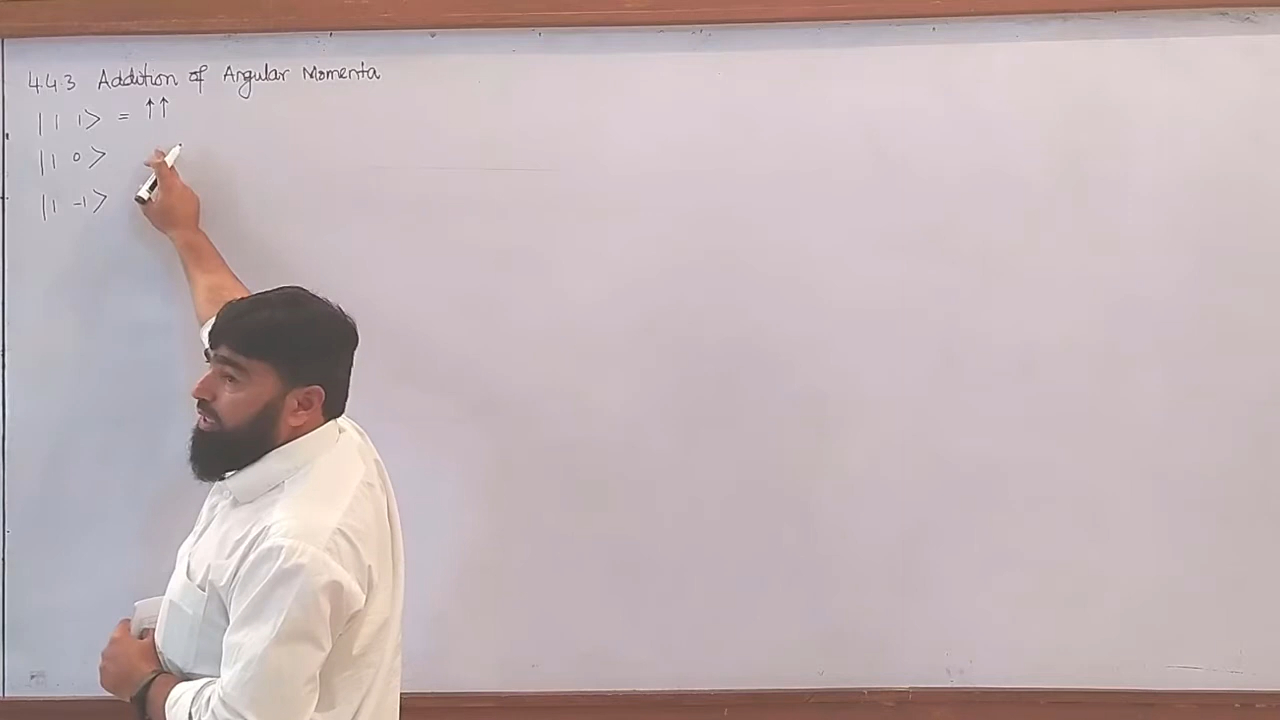 4.4.3 Addition of Angular Momenta
|1 1> = ↑↑
|1 0>
|1 -1>